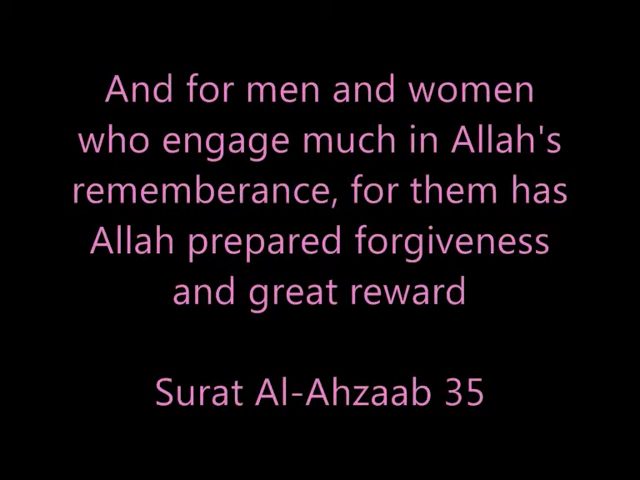 And for men and women
who engage much in Allah's
rememberance, for them has
Allah prepared forgiveness
and great reward
Surat Al-Ahzaab 35